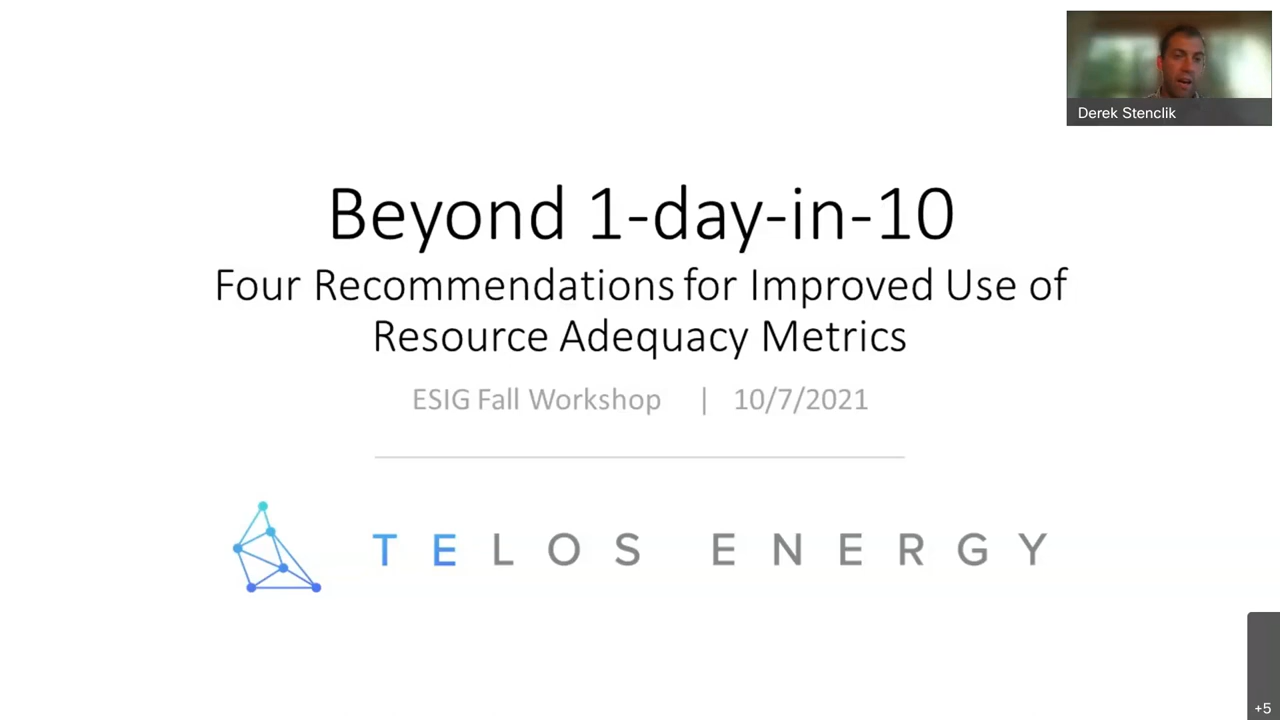 Derek Stenclik
Beyond 1-day-in-10
Four Recommendations for Improved Use of
Resource Adequacy Metrics
ESIG Fall Workshop | 10/7/2021
TELOS ENERGY
+5